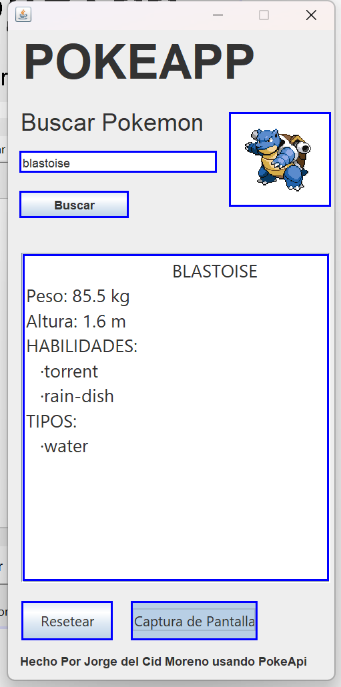 POKEAPP
Buscar Pokemon
blastoise
Buscar
BLASTOISE
Peso: 85.5 kg
Altura: 1.6 m
HABILIDADES:
·torrent
·rain-dish
TIPOS:
·water
Resetear
Captura de Pantalla
Hecho Por Jorge del Cid Moreno usando PokeApi